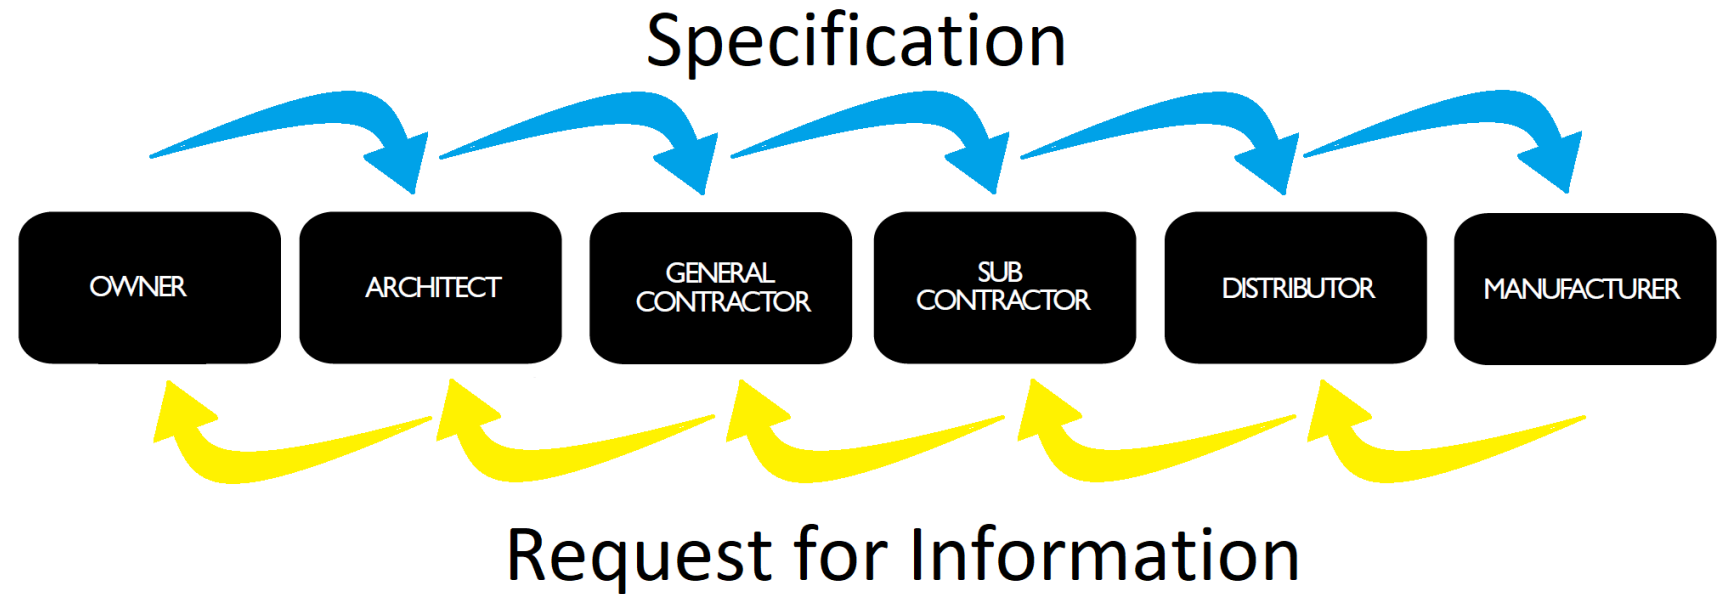 Specification
OWNER
ARCHITECT
GENERAL
CONTRACTOR
SUB
CONTRACTOR
DISTRIBUTOR
MANUFACTURER
Request for Information